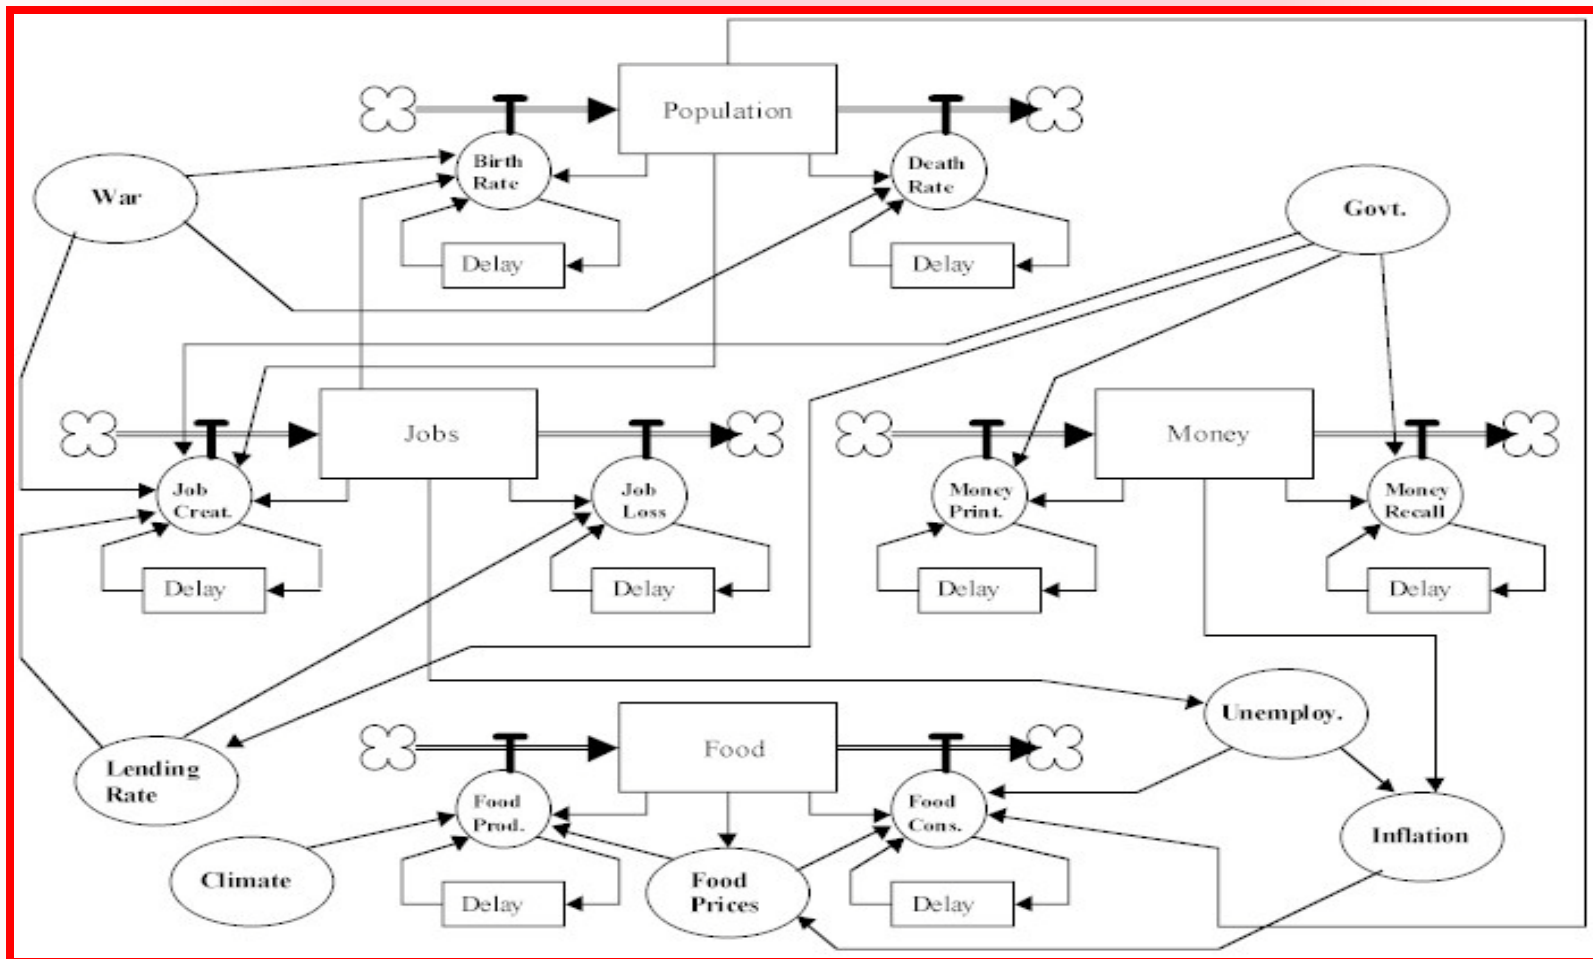 Population
Birth
Rate
Death
Rate
War
Govt.
Delay
Delay
Jobs
Money
Job
Creat.
Job
Loss
Money
Print.
Money
Recall
Delay
Delay
Delay
Delay
Unemploy.
Food
Lending
Rate
Food
Prod.
Food
Cons.
Inflation
Climate
Food
Prices
Delay
Delay